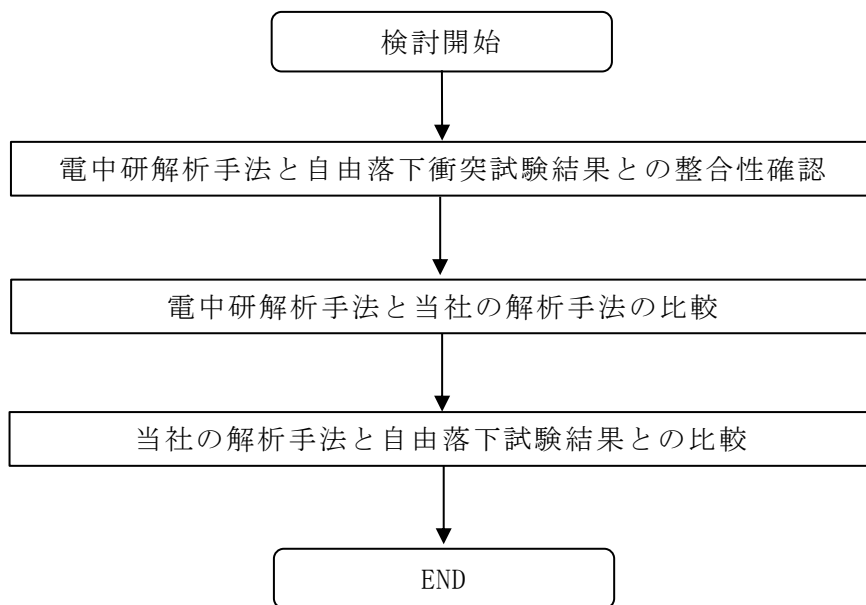 検討開始
電中研解析手法と自由落下衝突試験結果との整合性確認
電中研解析手法と当社の解析手法の比較
当社の解析手法と自由落下試験結果との比較
END